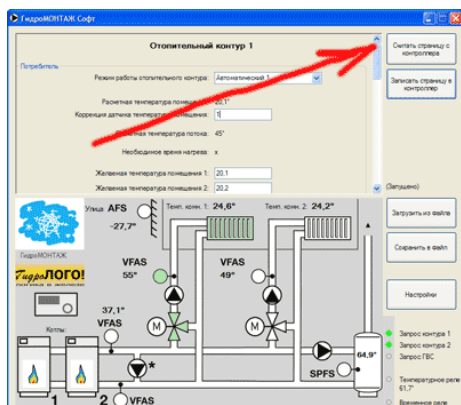 ГидроМОНТАЖ Софт
Отопительный контур 1
Потребитель
Режим работы отопительного контура: Автоматический 1
Расчетная температура помещения: 20,1°
Коррекция датчика температуры помещения: 1
температура потока: 45°
Необходимое время нагрева: x
Желаемая температура помещения 1: 20,1
Желаемая температура помещения 2: 20,2
Считать страницу с
контроллера
Записать страницу в
контроллер
(Запущено)
Загрузить из файла
Сохранить в файл
Настройки
Улица AFS
-27,7°
Темп. комн. 1: 24,6°
Темп. комн. 2: 24,2°
ГидроМОНТАЖ
ГидроЛОГО!
VFAS
55°
VFAS
49°
37,1°
VFAS
Котлы:
M
M
64,9°
SPFS
*
1
2
VFAS
Запрос контура 1
Запрос контура 2
Запрос ГВС
Температурное реле
61,7°
Временное реле